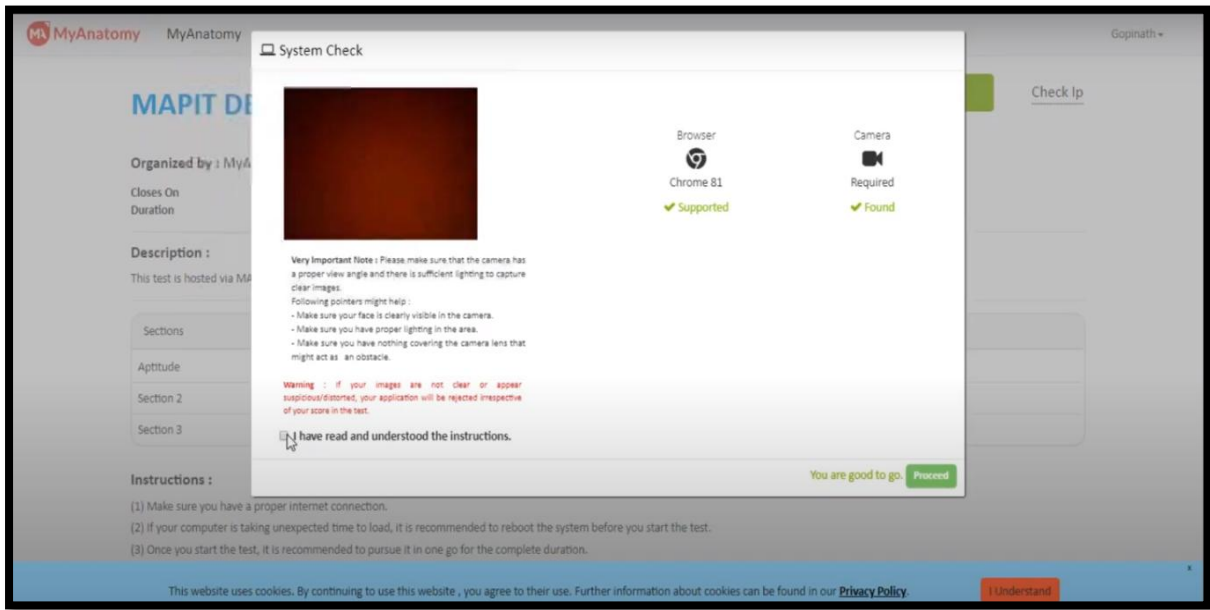 MA MyAnatomy MyAnatomy Gopinath
System Check
MAPIT DE
Check Ip
Organized by : MyA
Closes On
Duration
Browser
Chrome 81
Supported
Camera
Required
Found
Description :
This test is hosted via MA
Very Important Note : Please make sure that the camera has
a proper view angle and there is sufficient lighting to capture
clear images.
Following pointers might help :
- Make sure your face is clearly visible in the camera.
- Make sure you have proper lighting in the area.
- Make sure you have nothing covering the camera lens that
might act as an obstacle.
Warning : If your images are not clear or appear
suspicious/distorted, your application will be rejected irrespective
of your score in the test.
I have read and understood the instructions.
Sections
Aptitude
Section 2
Section 3
You are good to go. Proceed
Instructions :
(1) Make sure you have a proper internet connection.
(2) If your computer is taking unexpected time to load, it is recommended to reboot the system before you start the test.
(3) Once you start the test, it is recommended to pursue it in one go for the complete duration.
x
This website uses cookies. By continuing to use this website , you agree to their use. Further information about cookies can be found in our Privacy Policy.
I Understand